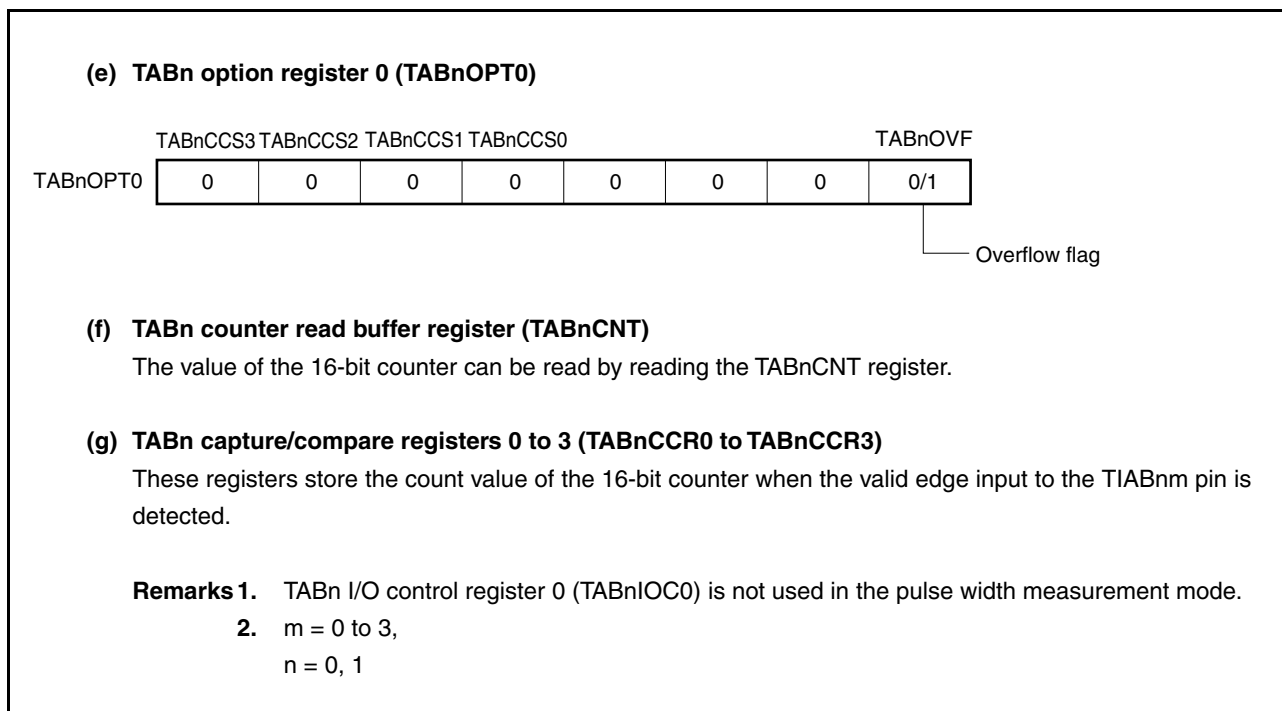 (e) TABn option register 0 (TABnOPT0)
TABnCCS3 TABnCCS2 TABnCCS1 TABnCCS0 TABnOVF
TABnOPT0 0 0 0 0 0 0 0 0/1
Overflow flag
(f) TABn counter read buffer register (TABnCNT)
The value of the 16-bit counter can be read by reading the TABnCNT register.
(g) TABn capture/compare registers 0 to 3 (TABnCCR0 to TABnCCR3)
These registers store the count value of the 16-bit counter when the valid edge input to the TIABnm pin is
detected.
Remarks 1. TABn I/O control register 0 (TABnIOC0) is not used in the pulse width measurement mode.
2. m = 0 to 3,
n = 0, 1